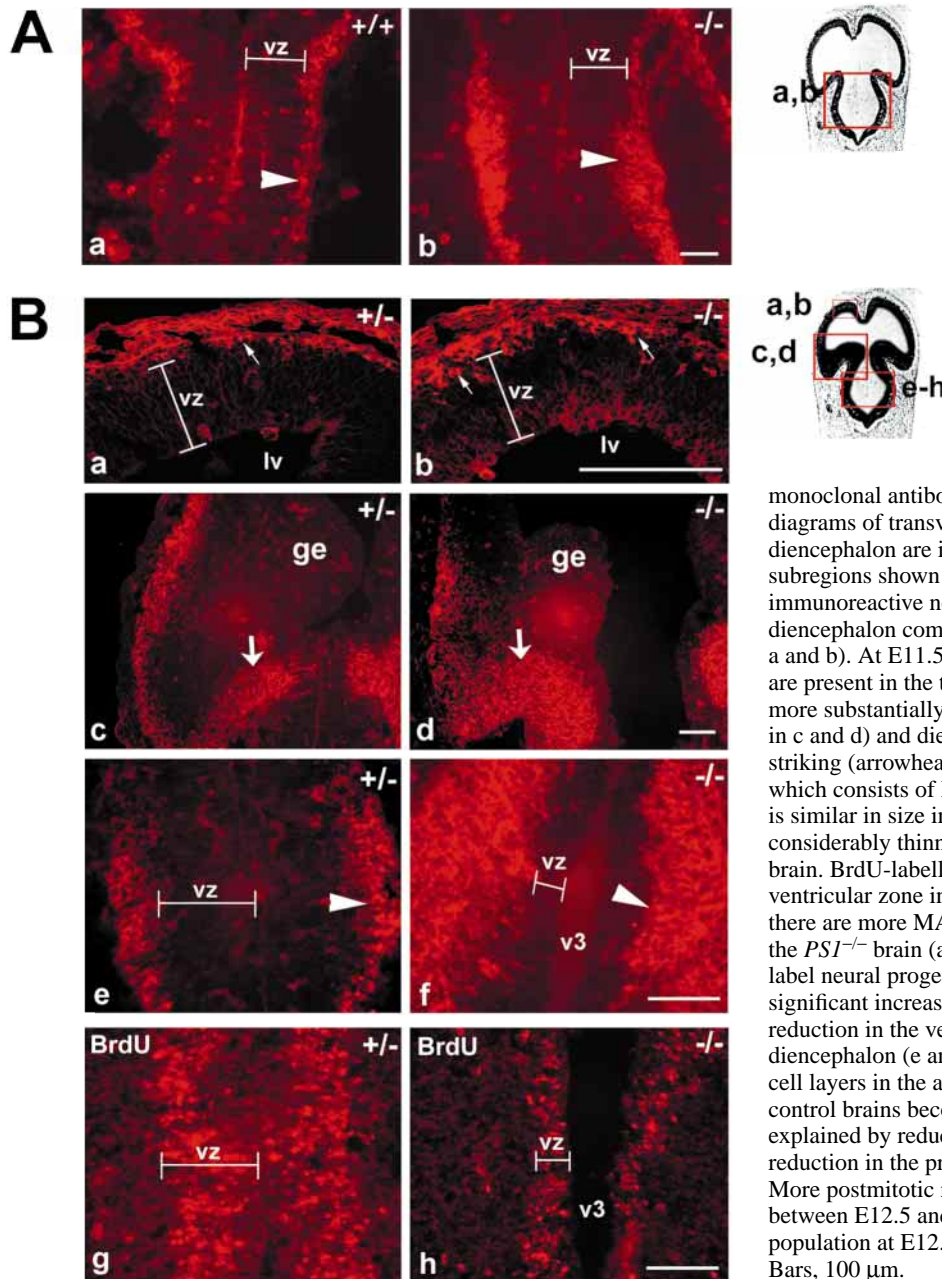 A
+/+
vz
a
-/-
vz
b
a,b
B
+/-
vz
lv
a
-/-
vz
lv
b
a,b
c,d
e-h
+/-
ge
c
-/-
ge
d
+/-
vz
e
-/-
vz
v3
f
BrdU
+/-
vz
g
BrdU
-/-
vz
v3
h
monoclonal antibo
diagrams of transv
diencephalon are i
subregions shown
immunoreactive ne
diencephalon com
a and b). At E11.5
are present in the t
more substantially
in c and d) and die
striking (arrowhea
which consists of
is similar in size in
considerably thinn
brain. BrdU-labell
ventricular zone in
there are more MA
the PS1−/− brain (a
label neural proge
significant increas
reduction in the ve
diencephalon (e an
cell layers in the a
control brains beco
explained by reduc
reduction in the pr
More postmitotic
between E12.5 and
population at E12.
Bars, 100 μm.